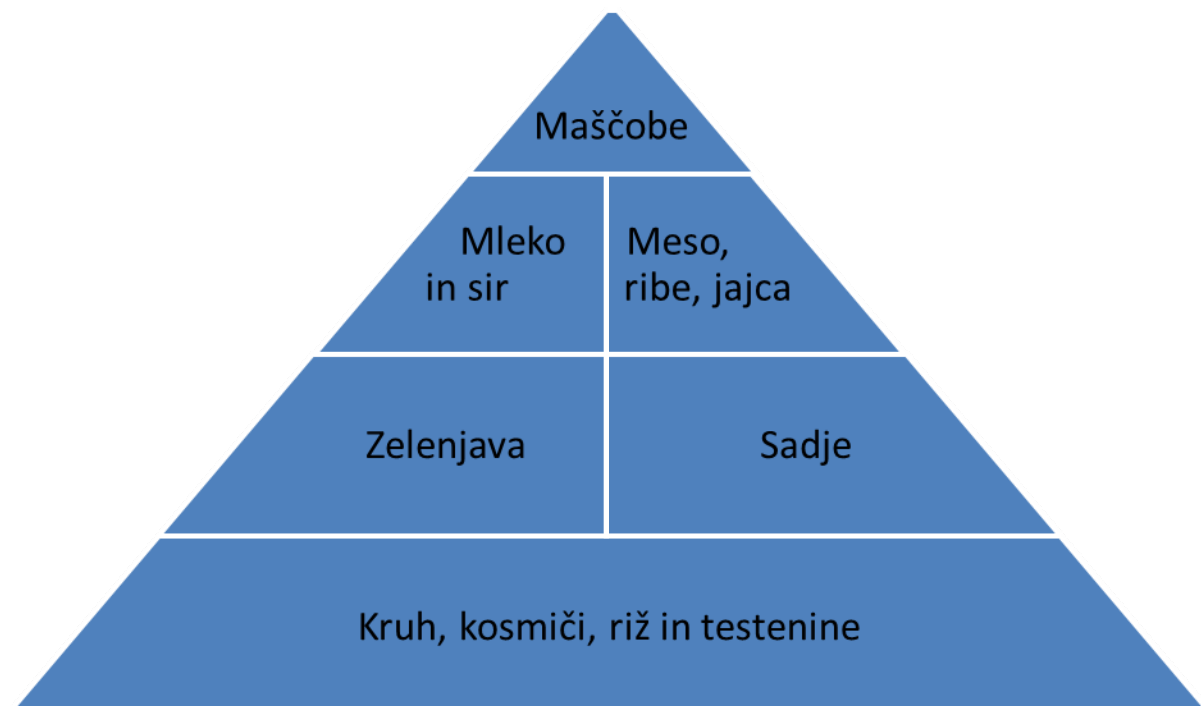 Maščobe
Mleko
in sir
Meso,
ribe, jajca
Zelenjava
Sadje
Kruh, kosmiči, riž in testenine